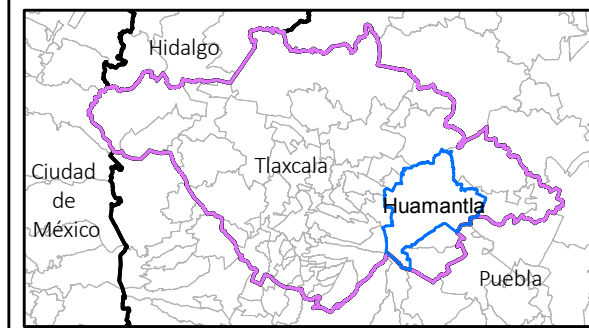 Hidalgo
Ciudad
de
México
Tlaxcala
Huamantla
Puebla